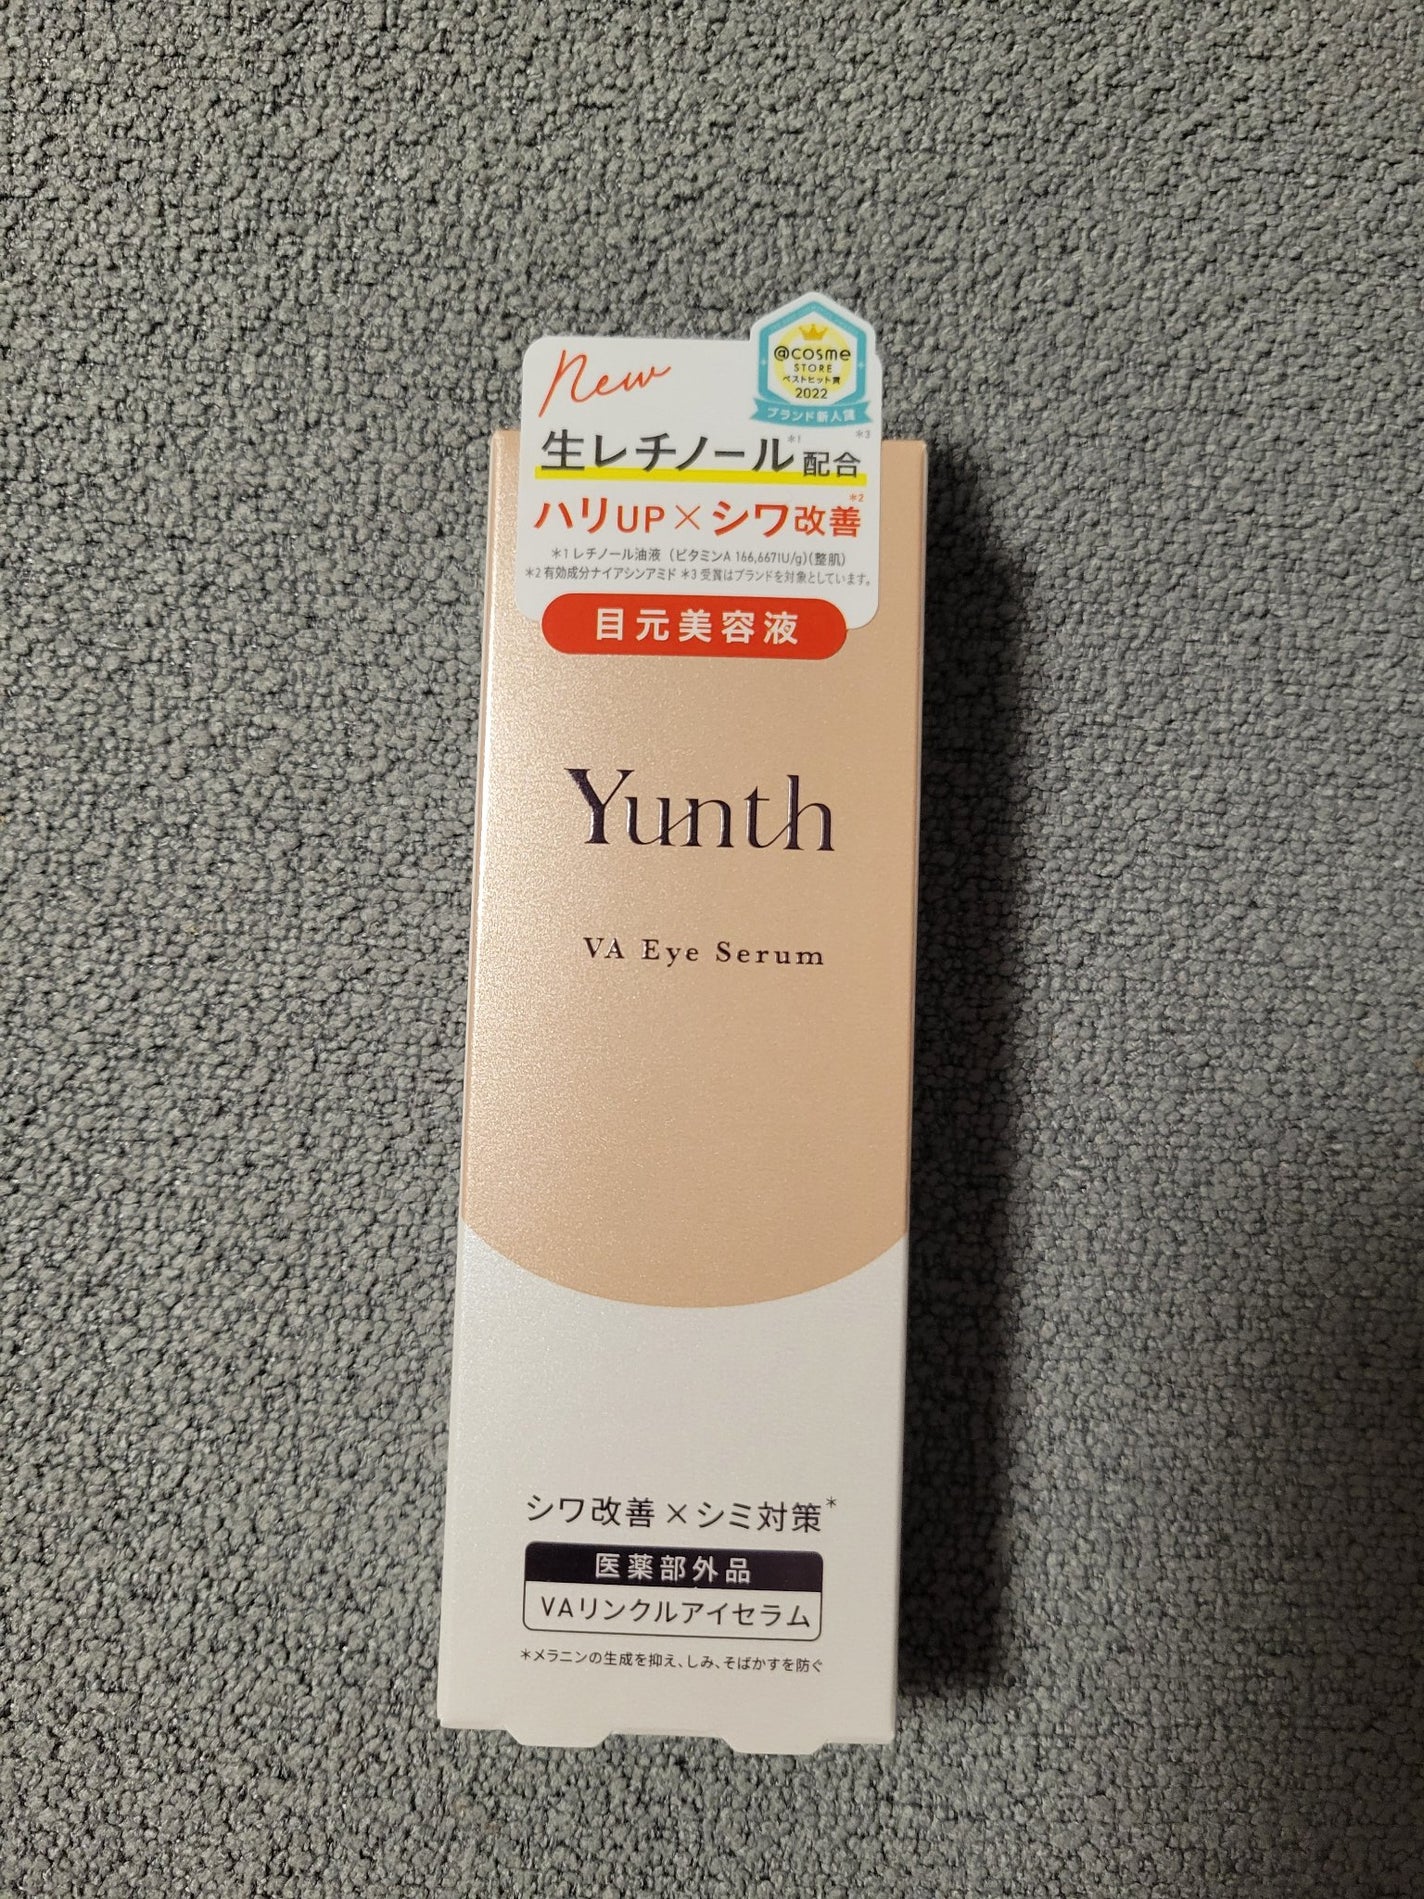 New
@cosme
STORE
ベストヒット賞
2022
ブランド新人賞
*3
生レチノール*1配合
ハリUP×シワ改善*2
*1 レチノール油液（ビタミンA 166,667IU/g)(整肌)
*2 有効成分ナイアシンアミド *3 受賞はブランドを対象としています。
目元美容液
Yunth
VA Eye Serum
シワ改善×シミ対策*
医薬部外品
VAリンクルアイセラム
*メラニンの生成を抑え、しみ、そばかすを防ぐ